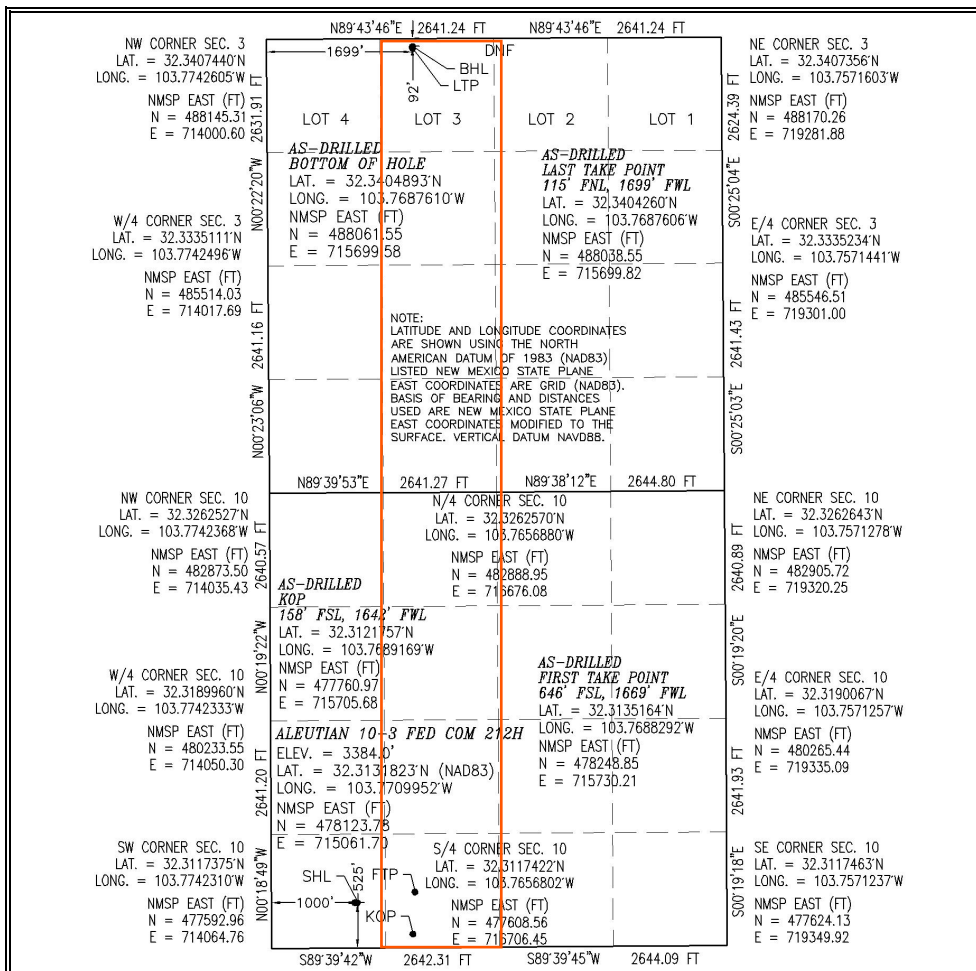 N89°43'46"E 2641.24 FT
N89°43'46"E 2641.24 FT
NW CORNER SEC. 3
LAT. = 32.3407440°N
LONG. = 103.7742605°W
NMSP EAST (FT)
N = 488145.31
E = 714000.60
1699'
92'
DNF
BHL
LTP
NE CORNER SEC. 3
LAT. = 32.3407356°N
LONG. = 103.7571603°W
NMSP EAST (FT)
N = 488170.26
E = 719281.88
N00°22'20"W 2631.91 FT
LOT 4
LOT 3
LOT 2
LOT 1
S00°25'04"E 2624.39 FT
AS-DRILLED
BOTTOM OF HOLE
LAT. = 32.3404893°N
LONG. = 103.7687610°W
NMSP EAST (FT)
N = 488061.55
E = 715699.58
AS-DRILLED
LAST TAKE POINT
115' FNL, 1699' FWL
LAT. = 32.3404260°N
LONG. = 103.7687606°W
NMSP EAST (FT)
N = 488038.55
E = 715699.82
W/4 CORNER SEC. 3
LAT. = 32.3335111°N
LONG. = 103.7742496°W
NMSP EAST (FT)
N = 485514.03
E = 714017.69
E/4 CORNER SEC. 3
LAT. = 32.3335234°N
LONG. = 103.7571441°W
NMSP EAST (FT)
N = 485546.51
E = 719301.00
N00°23'06"W 2641.16 FT
NOTE:
LATITUDE AND LONGITUDE COORDINATES
ARE SHOWN USING THE NORTH
AMERICAN DATUM OF 1983 (NAD83)
LISTED NEW MEXICO STATE PLANE
EAST COORDINATES ARE GRID (NAD83).
BASIS OF BEARING AND DISTANCES
USED ARE NEW MEXICO STATE PLANE
EAST COORDINATES MODIFIED TO THE
SURFACE. VERTICAL DATUM NAVD88.
S00°25'03"E 2641.43 FT
N89°39'53"E 2641.27 FT
N89°38'12"E 2644.80 FT
NW CORNER SEC. 10
LAT. = 32.3262527°N
LONG. = 103.7742368°W
NMSP EAST (FT)
N = 482873.50
E = 714035.43
N/4 CORNER SEC. 10
LAT. = 32.3262570°N
LONG. = 103.7656880°W
NMSP EAST (FT)
N = 482888.95
E = 716676.08
NE CORNER SEC. 10
LAT. = 32.3262643°N
LONG. = 103.7571278°W
NMSP EAST (FT)
N = 482905.72
E = 719320.25
N00°19'22"W 2640.57 FT
AS-DRILLED
KOP
158' FSL, 1642' FWL
LAT. = 32.3121757°N
LONG. = 103.7689169°W
NMSP EAST (FT)
N = 477760.97
E = 715705.68
S00°19'20"E 2640.89 FT
AS-DRILLED
FIRST TAKE POINT
646' FSL, 1669' FWL
LAT. = 32.3135164°N
LONG. = 103.7688292°W
NMSP EAST (FT)
N = 478248.85
E = 715730.21
W/4 CORNER SEC. 10
LAT. = 32.3189960°N
LONG. = 103.7742333°W
NMSP EAST (FT)
N = 480233.55
E = 714050.30
E/4 CORNER SEC. 10
LAT. = 32.3190067°N
LONG. = 103.7571257°W
NMSP EAST (FT)
N = 480265.44
E = 719335.09
ALEUTIAN 10-3 FED COM 212H
ELEV. = 3384.0'
LAT. = 32.3131823°N (NAD83)
LONG. = 103.7709952°W
NMSP EAST (FT)
N = 478123.78
E = 715061.70
N00°18'49"W 2641.20 FT
S00°19'18"E 2641.93 FT
SW CORNER SEC. 10
LAT. = 32.3117375°N
LONG. = 103.7742310°W
NMSP EAST (FT)
N = 477592.96
E = 714064.76
SHL
525'
1000'
FTP
KOP
S/4 CORNER SEC. 10
LAT. = 32.3117422°N
LONG. = 103.7656802°W
NMSP EAST (FT)
N = 477608.56
E = 716706.45
SE CORNER SEC. 10
LAT. = 32.3117463°N
LONG. = 103.7571237°W
NMSP EAST (FT)
N = 477624.13
E = 719349.92
S89°39'42"W 2642.31 FT
S89°39'45"W 2644.09 FT